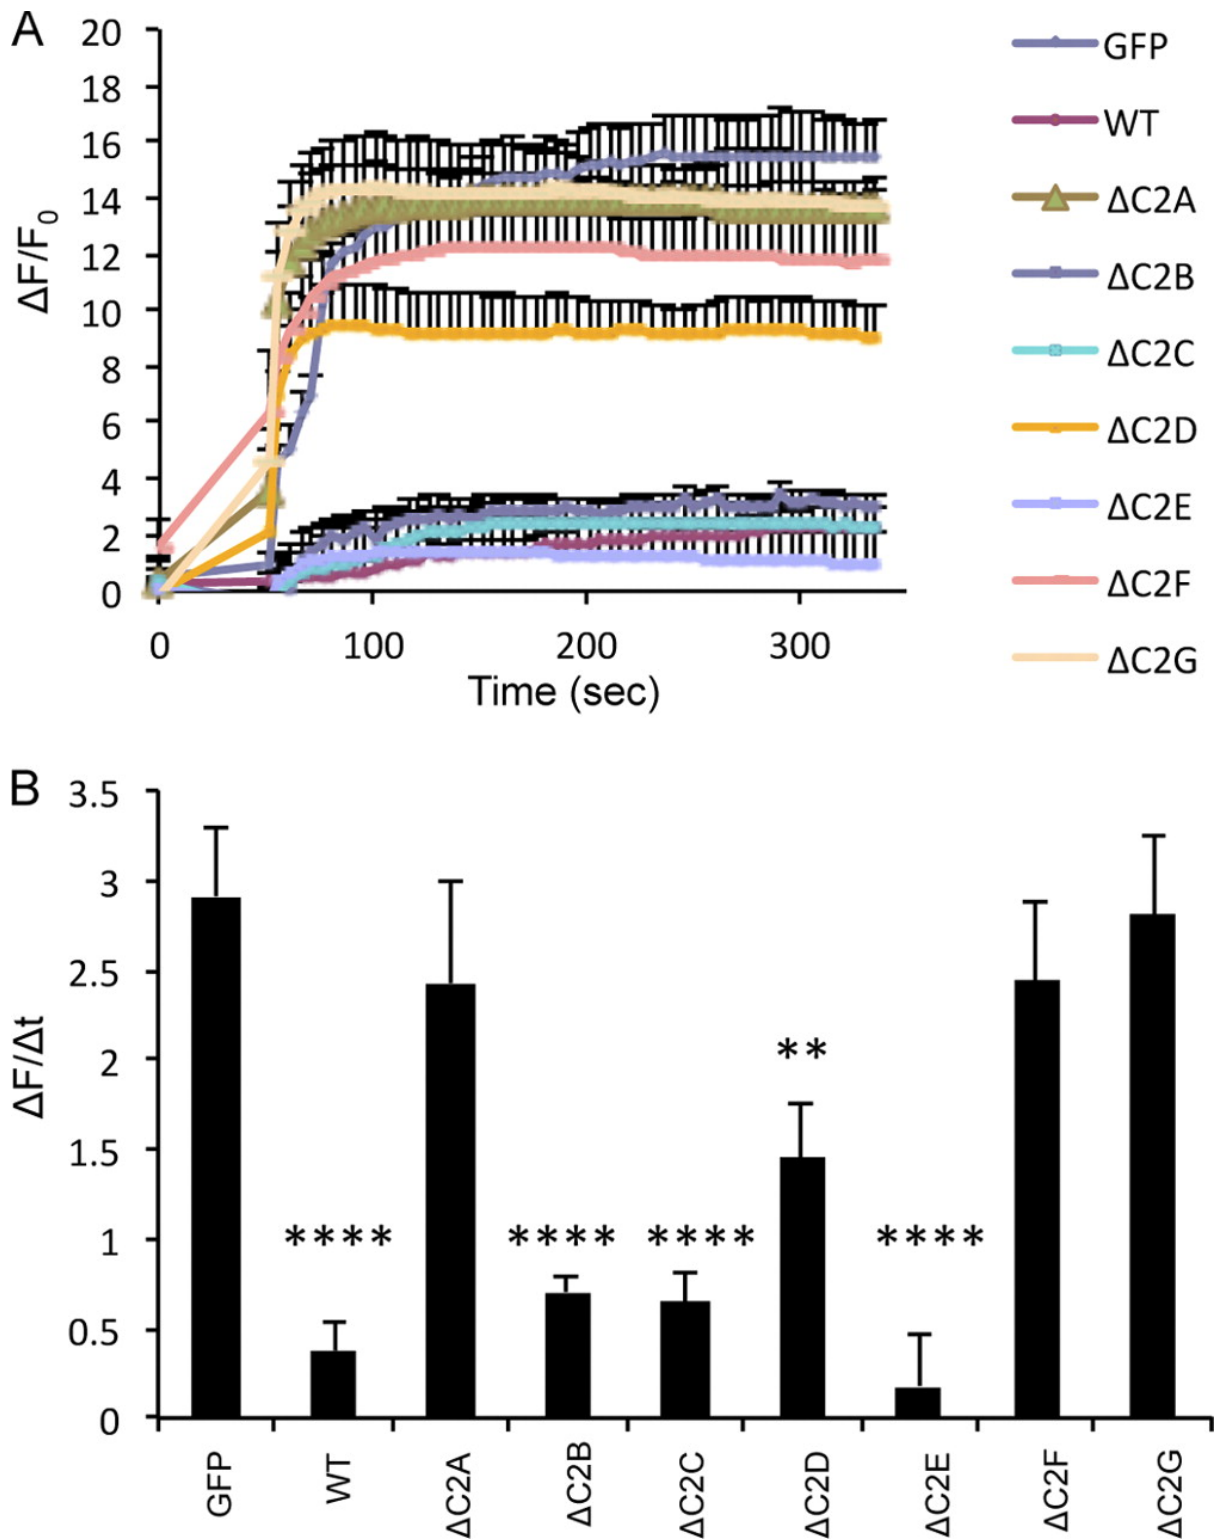 A
20
18
16
14
12
10
8
6
4
2
0
ΔF/F0
0 100 200 300
Time (sec)
GFP
WT
ΔC2A
ΔC2B
ΔC2C
ΔC2D
ΔC2E
ΔC2F
ΔC2G
B
3.5
3
2.5
2
1.5
1
0.5
0
ΔF/Δt
**
**** **** **** ****
GFP WT ΔC2A ΔC2B ΔC2C ΔC2D ΔC2E ΔC2F ΔC2G